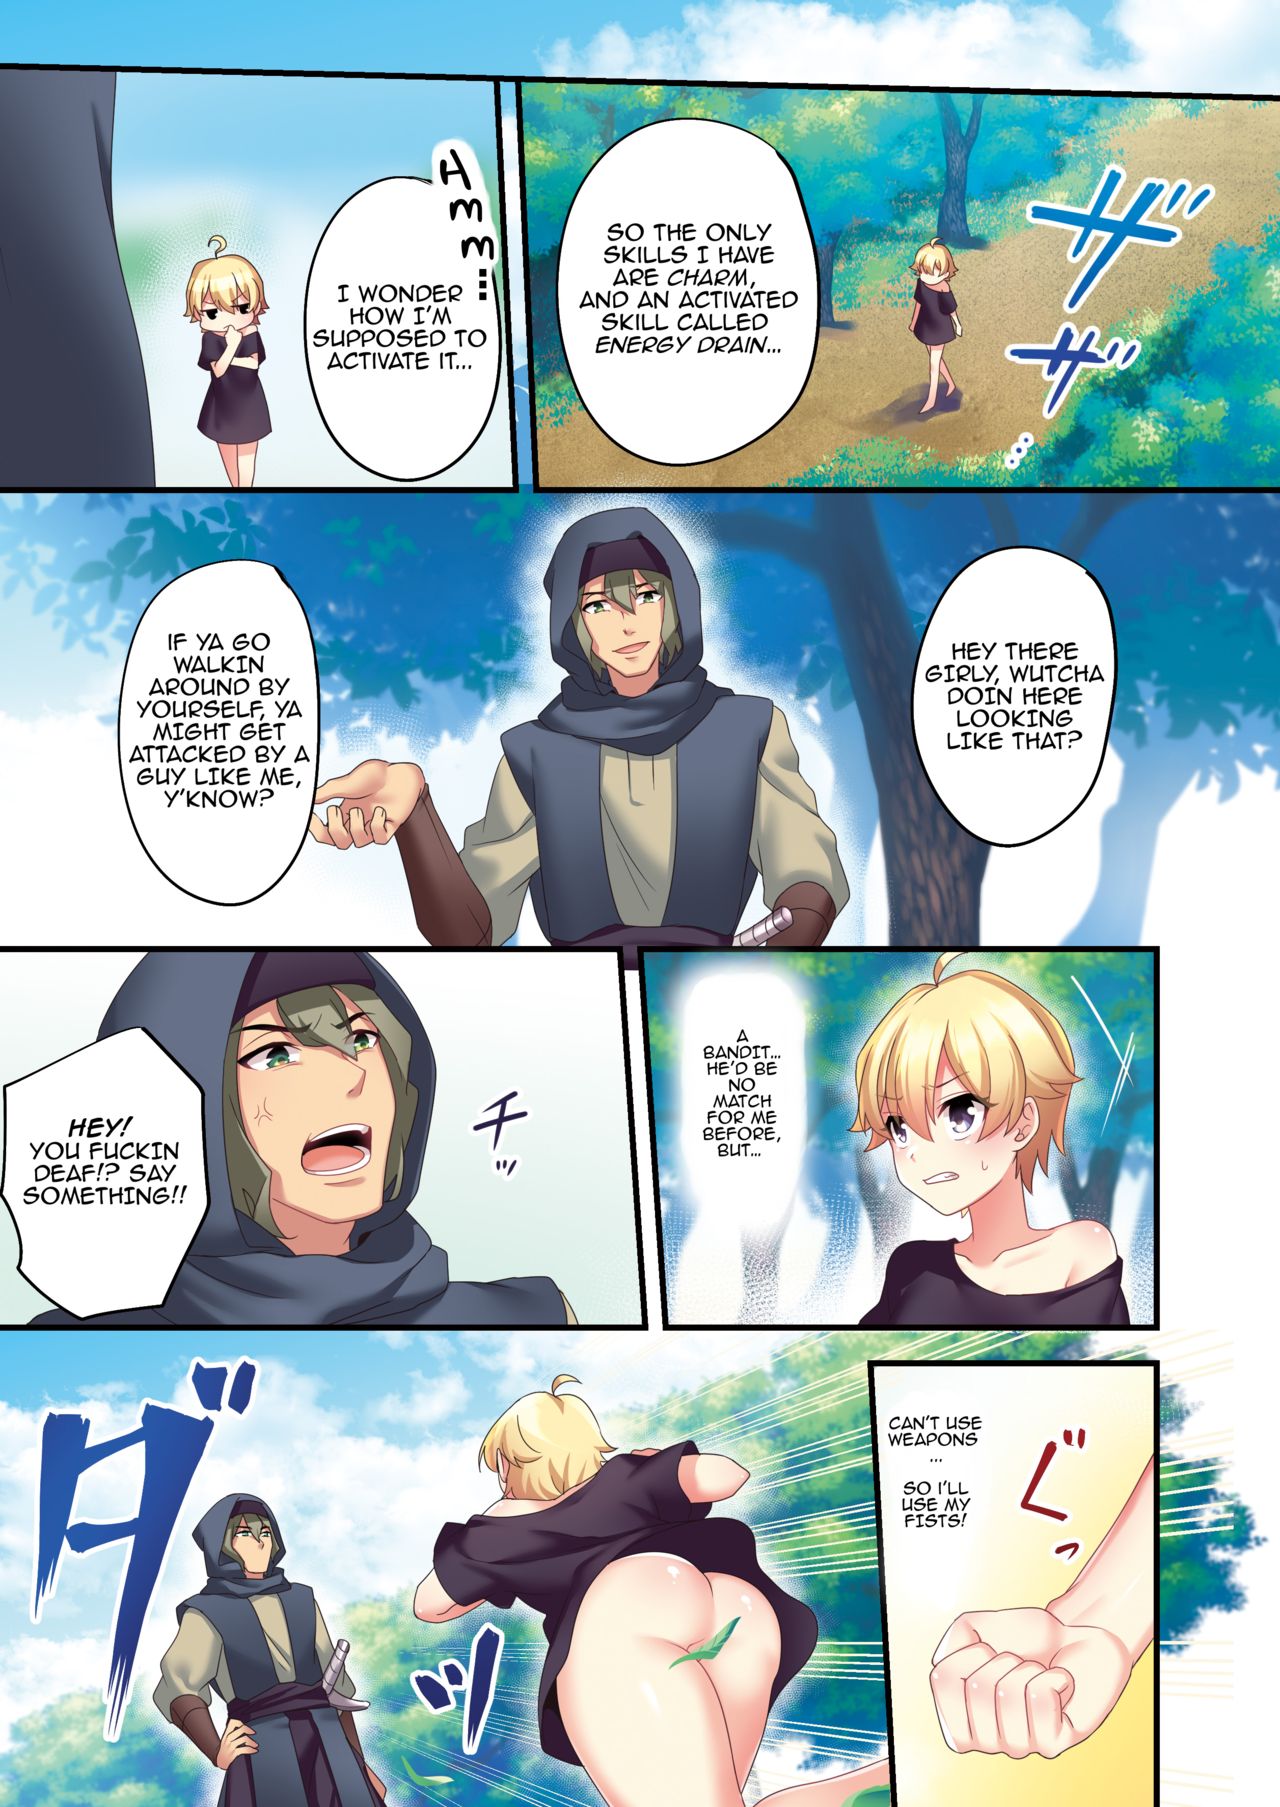 SO THE ONLY
SKILLS I HAVE
ARE CHARM,
AND AN ACTIVATED
SKILL CALLED
ENERGY DRAIN...
ザッ
ザッ
...
Hmm...
I WONDER
HOW I'M
SUPPOSED TO
ACTIVATE IT...
HEY THERE
GIRLY, WUTCHA
DOIN HERE
LOOKING
LIKE THAT?
IF YA GO
WALKIN
AROUND BY
YOURSELF, YA
MIGHT GET
ATTACKED BY A
GUY LIKE ME,
Y'KNOW?
A
BANDIT...
HE'D BE
NO
MATCH
FOR ME
BEFORE,
BUT...
チッ
HEY!
YOU FUCKIN
DEAF!? SAY
SOMETHING!!
CAN'T USE
WEAPONS
...
SO I'LL
USE MY
FISTS!
ぐっ
ダッ